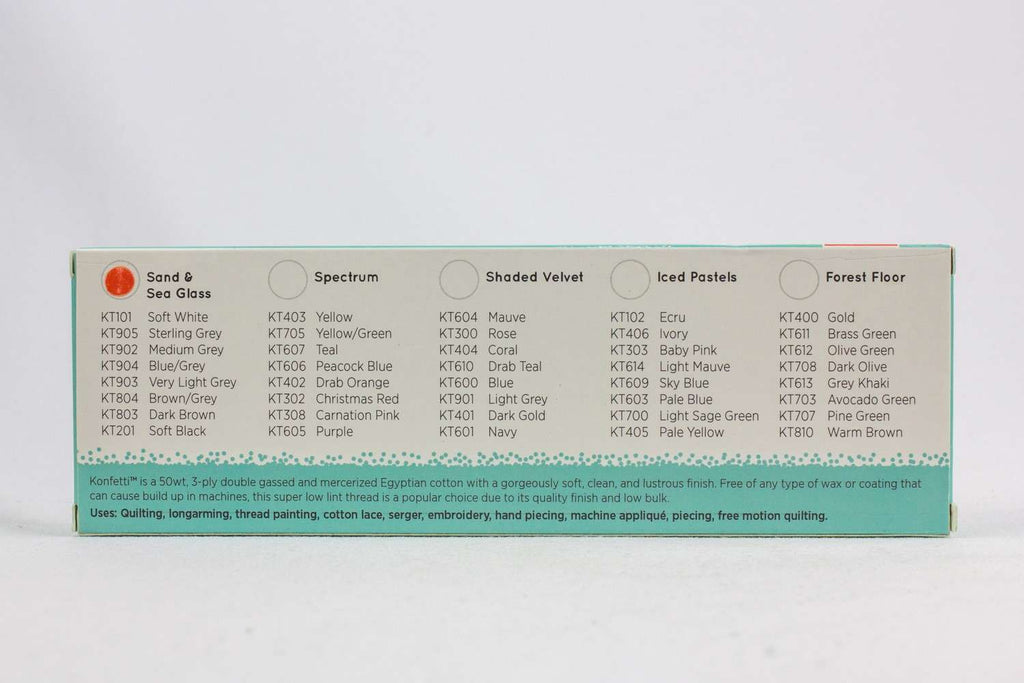 Sand &
Sea Glass
KT101 Soft White
KT905 Sterling Grey
KT902 Medium Grey
KT904 Blue/Grey
KT903 Very Light Grey
KT804 Brown/Grey
KT803 Dark Brown
KT201 Soft Black
Spectrum
KT403 Yellow
KT705 Yellow/Green
KT607 Teal
KT606 Peacock Blue
KT402 Drab Orange
KT302 Christmas Red
KT308 Carnation Pink
KT605 Purple
Shaded Velvet
KT604 Mauve
KT300 Rose
KT404 Coral
KT610 Drab Teal
KT600 Blue
KT901 Light Grey
KT401 Dark Gold
KT601 Navy
Iced Pastels
KT102 Ecru
KT406 Ivory
KT303 Baby Pink
KT614 Light Mauve
KT609 Sky Blue
KT603 Pale Blue
KT700 Light Sage Green
KT405 Pale Yellow
Forest Floor
KT400 Gold
KT611 Brass Green
KT612 Olive Green
KT708 Dark Olive
KT613 Grey Khaki
KT703 Avocado Green
KT707 Pine Green
KT810 Warm Brown
Konfetti™ is a 50wt, 3-ply double gassed and mercerized Egyptian cotton with a gorgeously soft, clean, and lustrous finish. Free of any type of wax or coating that
can cause build up in machines, this super low lint thread is a popular choice due to its quality finish and low bulk.
Uses: Quilting, longarming, thread painting, cotton lace, serger, embroidery, hand piecing, machine appliqué, piecing, free motion quilting.